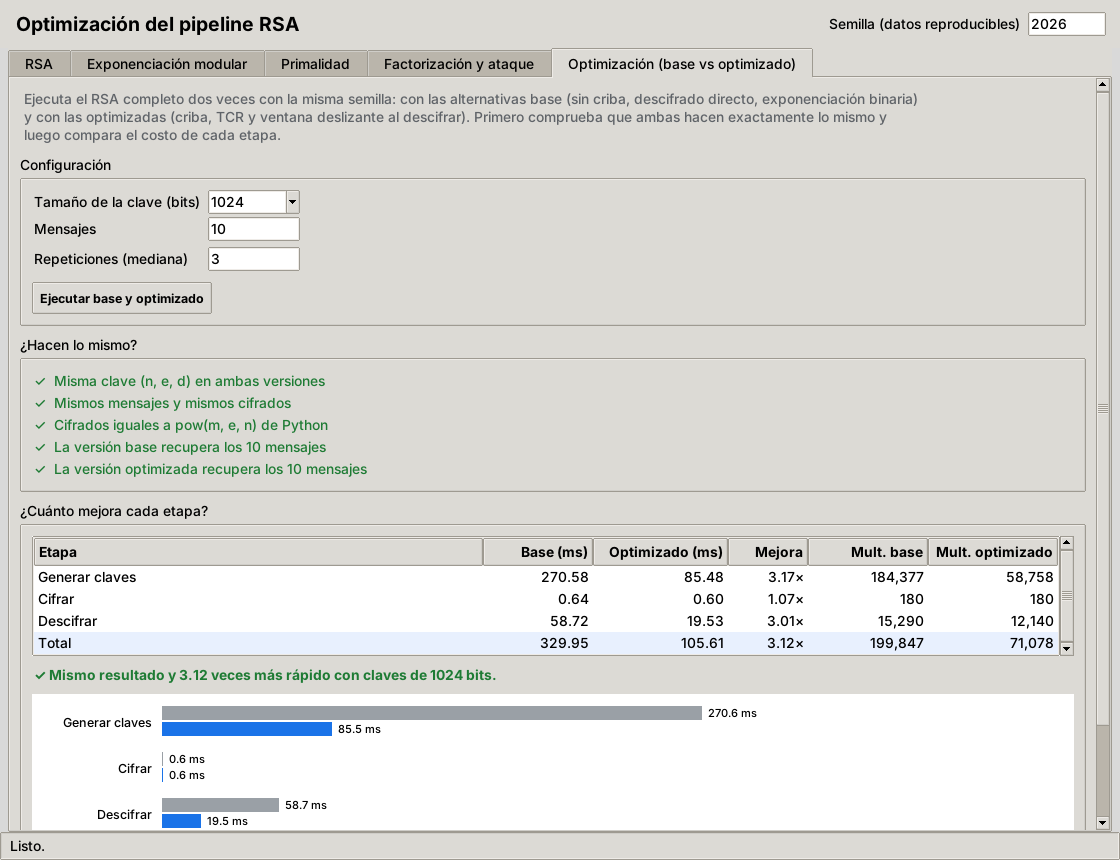 Optimización del pipeline RSA
Semilla (datos reproducibles) 2026
RSA Exponenciación modular Primalidad Factorización y ataque Optimización (base vs optimizado)
Ejecuta el RSA completo dos veces con la misma semilla: con las alternativas base (sin criba, descifrado directo, exponenciación binaria)
y con las optimizadas (criba, TCR y ventana deslizante al descifrar). Primero comprueba que ambas hacen exactamente lo mismo y
luego compara el costo de cada etapa.
Configuración
Tamaño de la clave (bits) 1024
Mensajes 10
Repeticiones (mediana) 3
Ejecutar base y optimizado
¿Hacen lo mismo?
✓ Misma clave (n, e, d) en ambas versiones
✓ Mismos mensajes y mismos cifrados
✓ Cifrados iguales a pow(m, e, n) de Python
✓ La versión base recupera los 10 mensajes
✓ La versión optimizada recupera los 10 mensajes
¿Cuánto mejora cada etapa?
Etapa Base (ms) Optimizado (ms) Mejora Mult. base Mult. optimizado
Generar claves 270.58 85.48 3.17× 184,377 58,758
Cifrar 0.64 0.60 1.07× 180 180
Descifrar 58.72 19.53 3.01× 15,290 12,140
Total 329.95 105.61 3.12× 199,847 71,078
✓ Mismo resultado y 3.12 veces más rápido con claves de 1024 bits.
Generar claves 270.6 ms
85.5 ms
Cifrar 0.6 ms
0.6 ms
Descifrar 58.7 ms
19.5 ms
Listo.